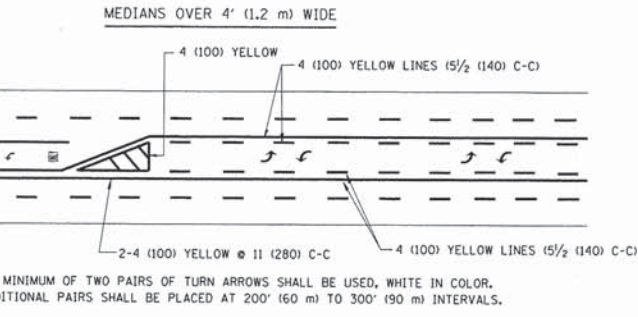 MEDIANS OVER 4' (1.2 m) WIDE
4 (100) YELLOW
4 (100) YELLOW LINES (5½ (140) C-C)
2-4 (100) YELLOW @ 11 (280) C-C
4 (100) YELLOW LINES (5½ (140) C-C)
MINIMUM OF TWO PAIRS OF TURN ARROWS SHALL BE USED, WHITE IN COLOR.
DITIONAL PAIRS SHALL BE PLACED AT 200' (60 m) TO 300' (90 m) INTERVALS.